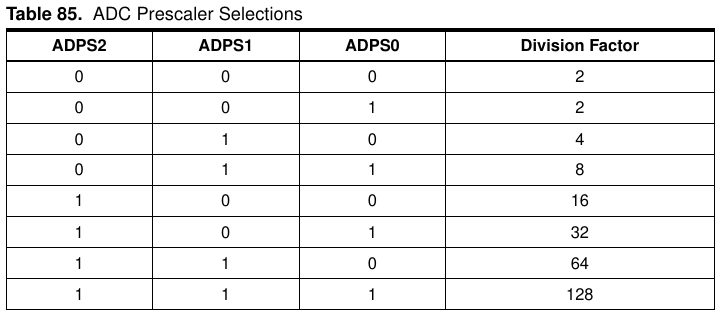 Table 85. ADC Prescaler Selections
ADPS2 ADPS1 ADPS0 Division Factor
0 0 0 2
0 0 1 2
0 1 0 4
0 1 1 8
1 0 0 16
1 0 1 32
1 1 0 64
1 1 1 128